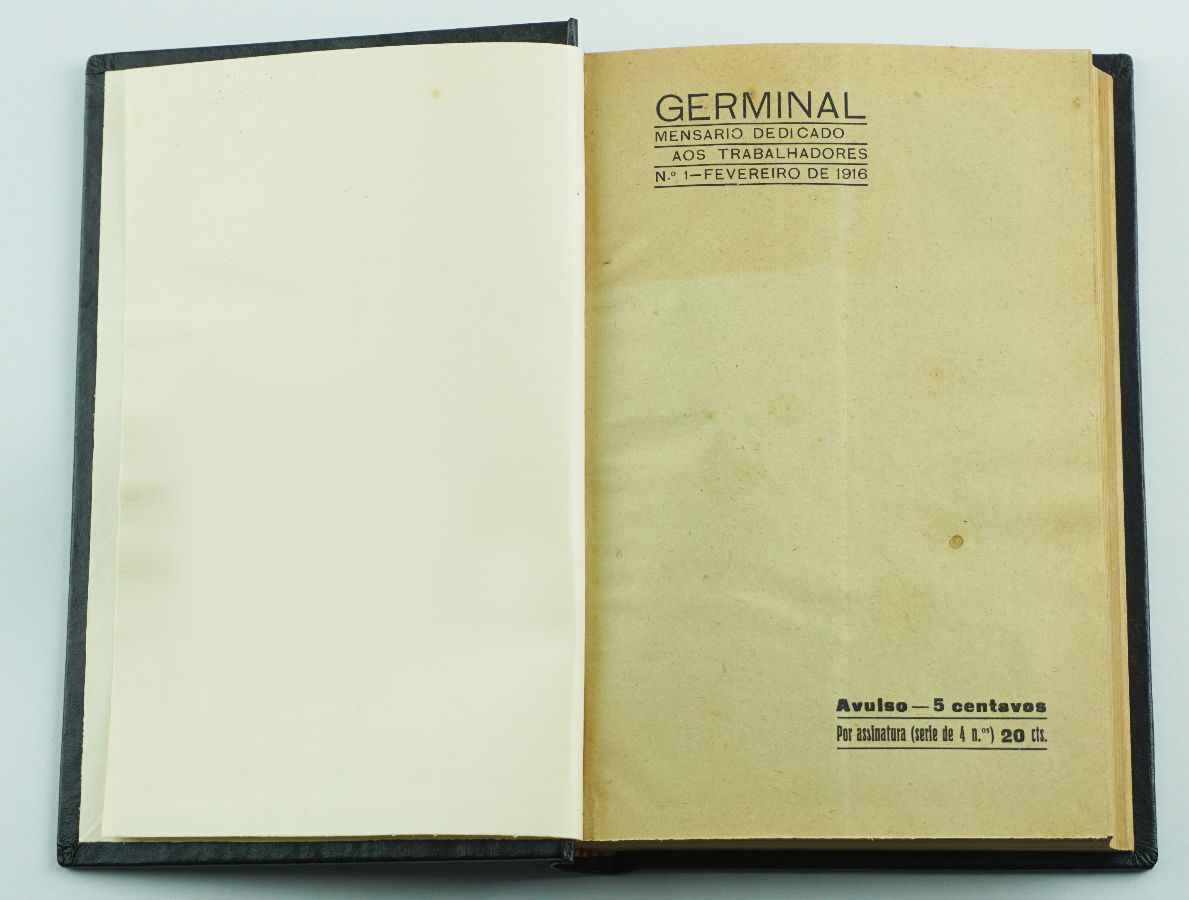 GERMINAL
MENSARIO DEDICADO
AOS TRABALHADORES
N.º 1—FEVEREIRO DE 1916
Avulso — 5 centavos
Por assinatura (serie de 4 n.ºs) 20 cts.